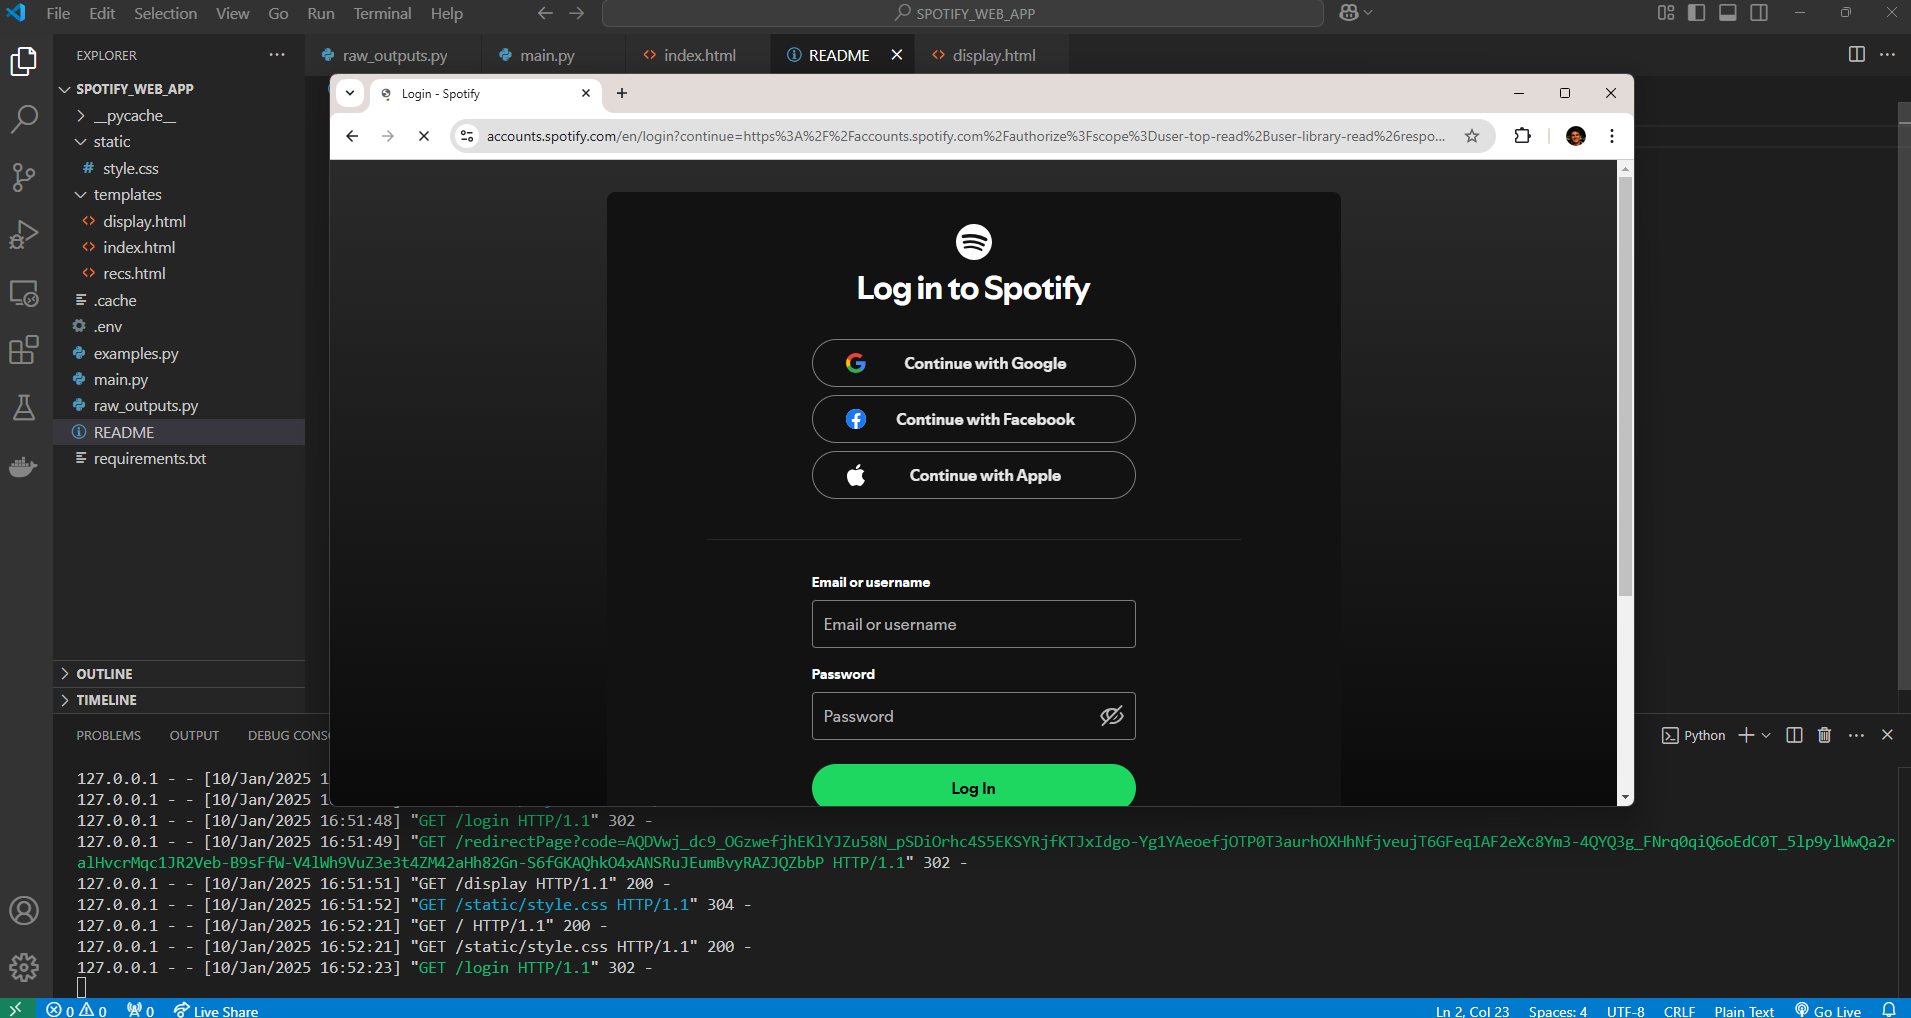 File Edit Selection View Go Run Terminal Help
SPOTIFY_WEB_APP
EXPLORER
raw_outputs.py
main.py
index.html
README
display.html
SPOTIFY_WEB_APP
__pycache__
static
style.css
templates
display.html
index.html
recs.html
.cache
.env
examples.py
main.py
raw_outputs.py
README
requirements.txt
OUTLINE
TIMELINE
Login - Spotify
accounts.spotify.com/en/login?continue=https%3A%2F%2Faccounts.spotify.com%2Fauthorize%3Fscope%3Duser-top-read%2Buser-library-read%26respo...
Log in to Spotify
Continue with Google
Continue with Facebook
Continue with Apple
Email or username
Email or username
Password
Password
Log In
PROBLEMS OUTPUT DEBUG CONSO
Python
127.0.0.1 - - [10/Jan/2025 1
127.0.0.1 - - [10/Jan/2025 1
127.0.0.1 - - [10/Jan/2025 16:51:48] "GET /login HTTP/1.1" 302 -
127.0.0.1 - - [10/Jan/2025 16:51:49] "GET /redirectPage?code=AQDVwj_dc9_OGzwefjhEKlYJZu58N_pSDiOrhc4S5EKSYRjfKTJxIdgo-Yg1YAeoefjOTP0T3aurhOXHhNfjveujT6GFeqIAF2eXc8Ym3-4QYQ3g_FNrq0qiQ6oEdC0T_5lp9ylWwQa2r
alHvcrMqc1JR2Veb-B9sFfW-V4lWh9VuZ3e3t4ZM42aHh82Gn-S6fGKAQhkO4xANSRuJEumBvyRAZJQZbbP HTTP/1.1" 302 -
127.0.0.1 - - [10/Jan/2025 16:51:51] "GET /display HTTP/1.1" 200 -
127.0.0.1 - - [10/Jan/2025 16:51:52] "GET /static/style.css HTTP/1.1" 304 -
127.0.0.1 - - [10/Jan/2025 16:52:21] "GET / HTTP/1.1" 200 -
127.0.0.1 - - [10/Jan/2025 16:52:21] "GET /static/style.css HTTP/1.1" 200 -
127.0.0.1 - - [10/Jan/2025 16:52:23] "GET /login HTTP/1.1" 302 -
0 0 0 Live Share
Ln 2, Col 23 Spaces: 4 UTF-8 CRLF Plain Text Go Live